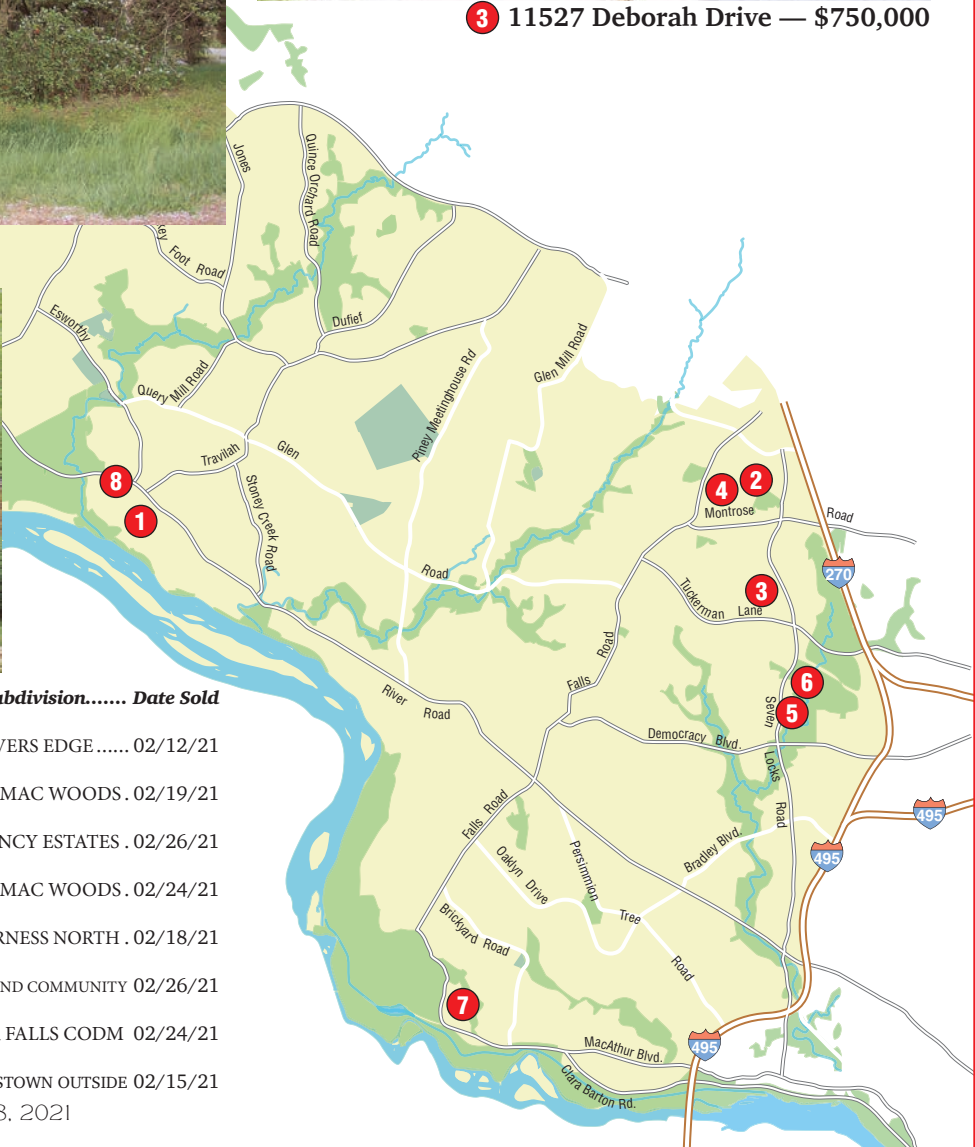 3 11527 Deborah Drive — $750,000
Jones
Quince Orchard Road
Foot Road
Esworthy
Dufief
Query Mill Road
Piney Meetinghouse Rd
Glen Mill Road
Travilah
Glen
Stoney Creek Road
8
1
4
2
Montrose
Road
270
Road
3
Tuckerman
Lane
Road
Falls
River
Road
6
5
Seven
Locks
Road
Democracy Blvd.
Falls Road
Oaklyn Drive
Persimmion
Tree
Road
Bradley Blvd.
495
495
Brickyard Road
7
MacArthur Blvd.
495
Clara Barton Rd.
ubdivision....... Date Sold
VERS EDGE ...... 02/12/21
MAC WOODS . 02/19/21
NCY ESTATES . 02/26/21
MAC WOODS . 02/24/21
RNESS NORTH . 02/18/21
ND COMMUNITY 02/26/21
FALLS CODM 02/24/21
STOWN OUTSIDE 02/15/21
8, 2021